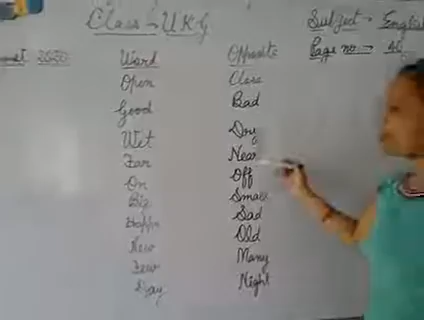 Class - UKG
Subject - English
Page no. - 40
2020
Word Opposite
Open Close
Good Bad
Wet Dry
Far Near
On Off
Big Small
Happy Sad
New Old
Few Many
Day Night